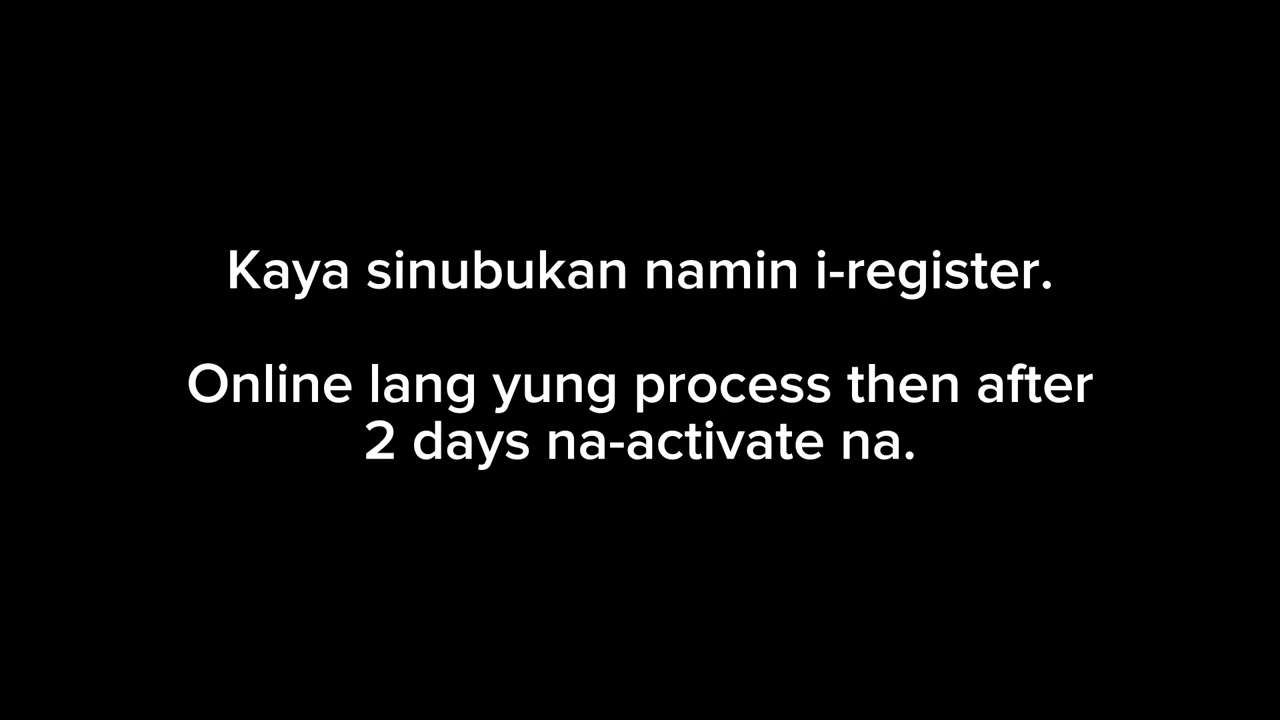 Kaya sinubukan namin i-register.
Online lang yung process then after
2 days na-activate na.